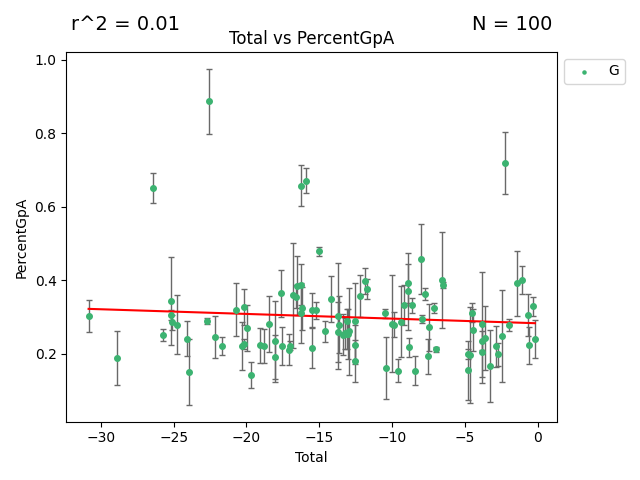 r^2 = 0.01 N = 100
Total vs PercentGpA
G
1.0
0.8
0.6
0.4
0.2
PercentGpA
−30 −25 −20 −15 −10 −5 0
Total